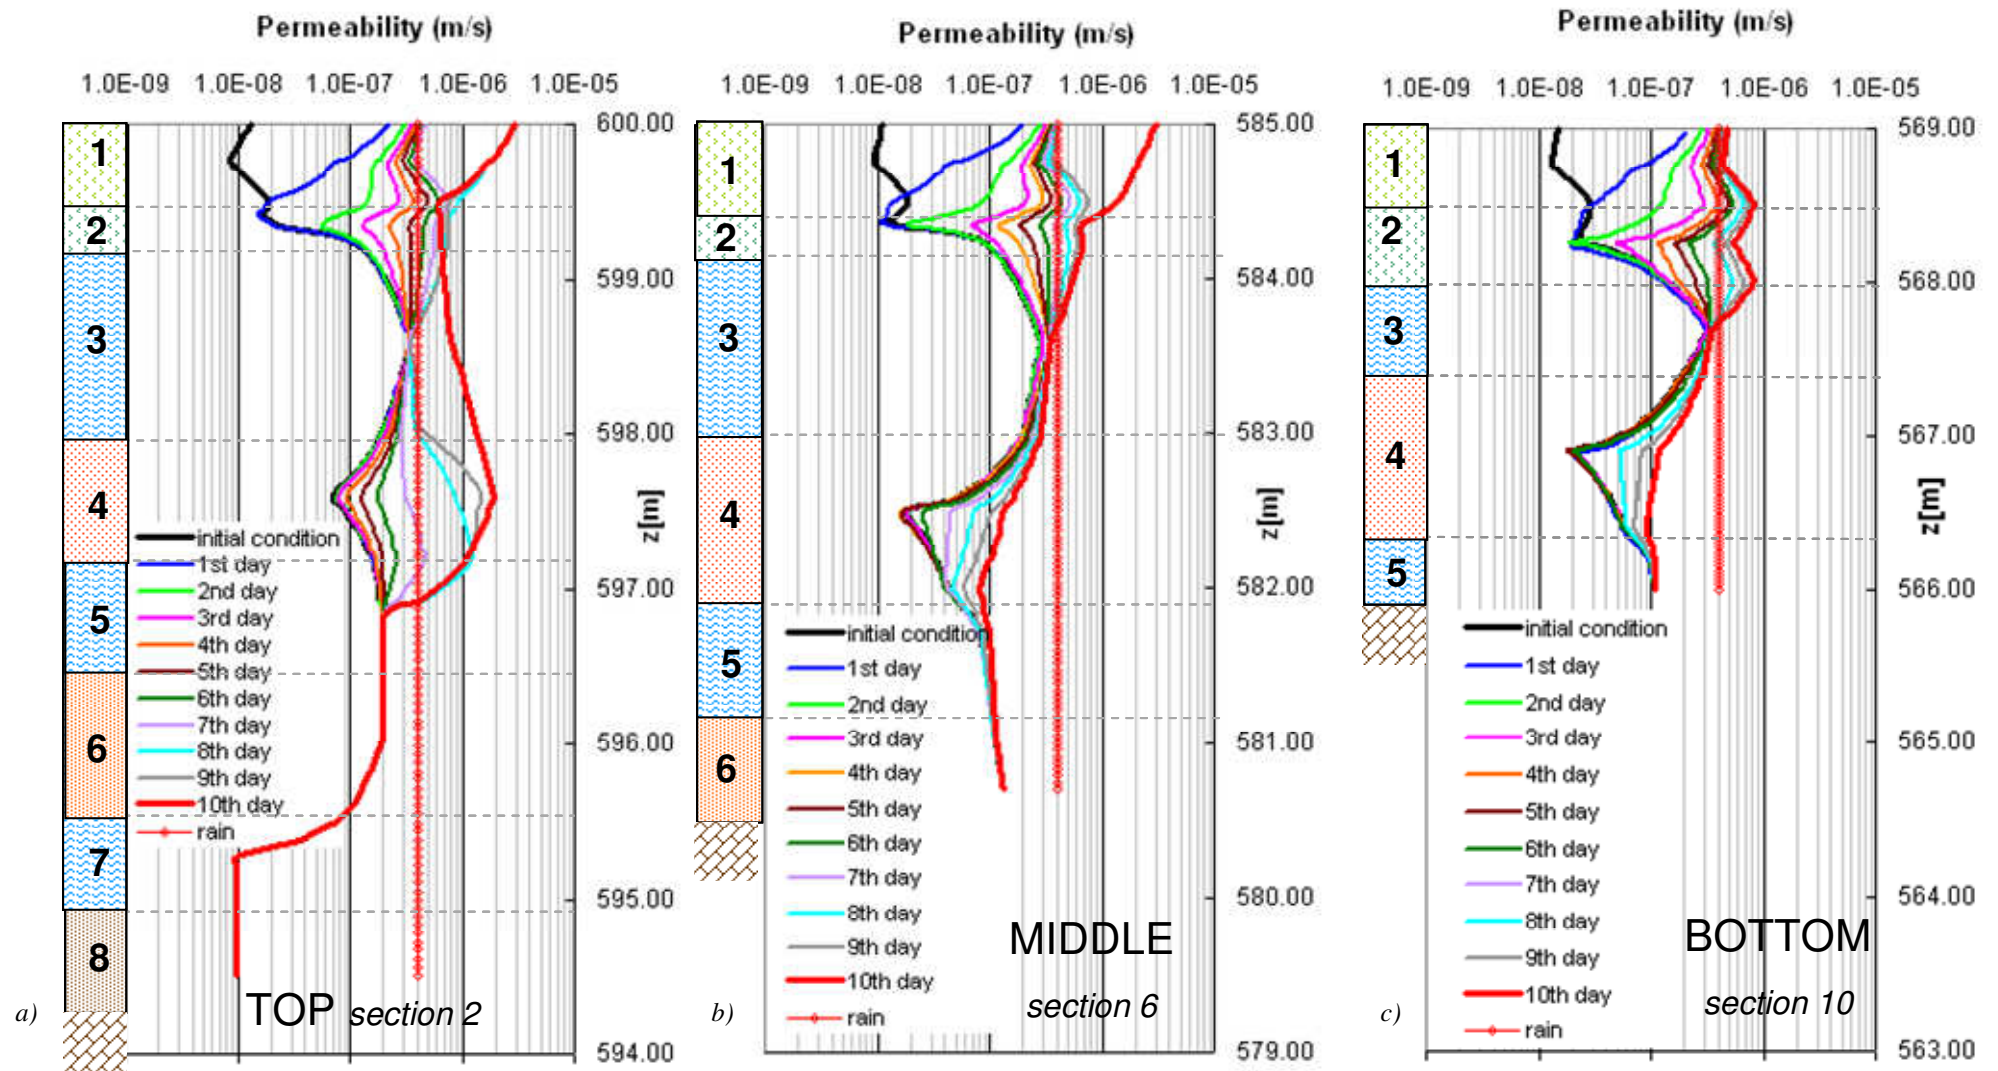 Permeability (m/s)
1.0E-09 1.0E-08 1.0E-07 1.0E-06 1.0E-05
600.00
599.00
598.00
597.00
596.00
595.00
594.00
z[m]
1
2
3
4
5
6
7
8
initial condition
1st day
2nd day
3rd day
4th day
5th day
6th day
7th day
8th day
9th day
10th day
rain
a)
TOP section 2
Permeability (m/s)
1.0E-09 1.0E-08 1.0E-07 1.0E-06 1.0E-05
585.00
584.00
583.00
582.00
581.00
580.00
579.00
z[m]
1
2
3
4
5
6
initial condition
1st day
2nd day
3rd day
4th day
5th day
6th day
7th day
8th day
9th day
10th day
rain
b)
MIDDLE
section 6
Permeability (m/s)
1.0E-09 1.0E-08 1.0E-07 1.0E-06 1.0E-05
569.00
568.00
567.00
566.00
565.00
564.00
563.00
z[m]
1
2
3
4
5
initial condition
1st day
2nd day
3rd day
4th day
5th day
6th day
7th day
8th day
9th day
10th day
rain
c)
BOTTOM
section 10